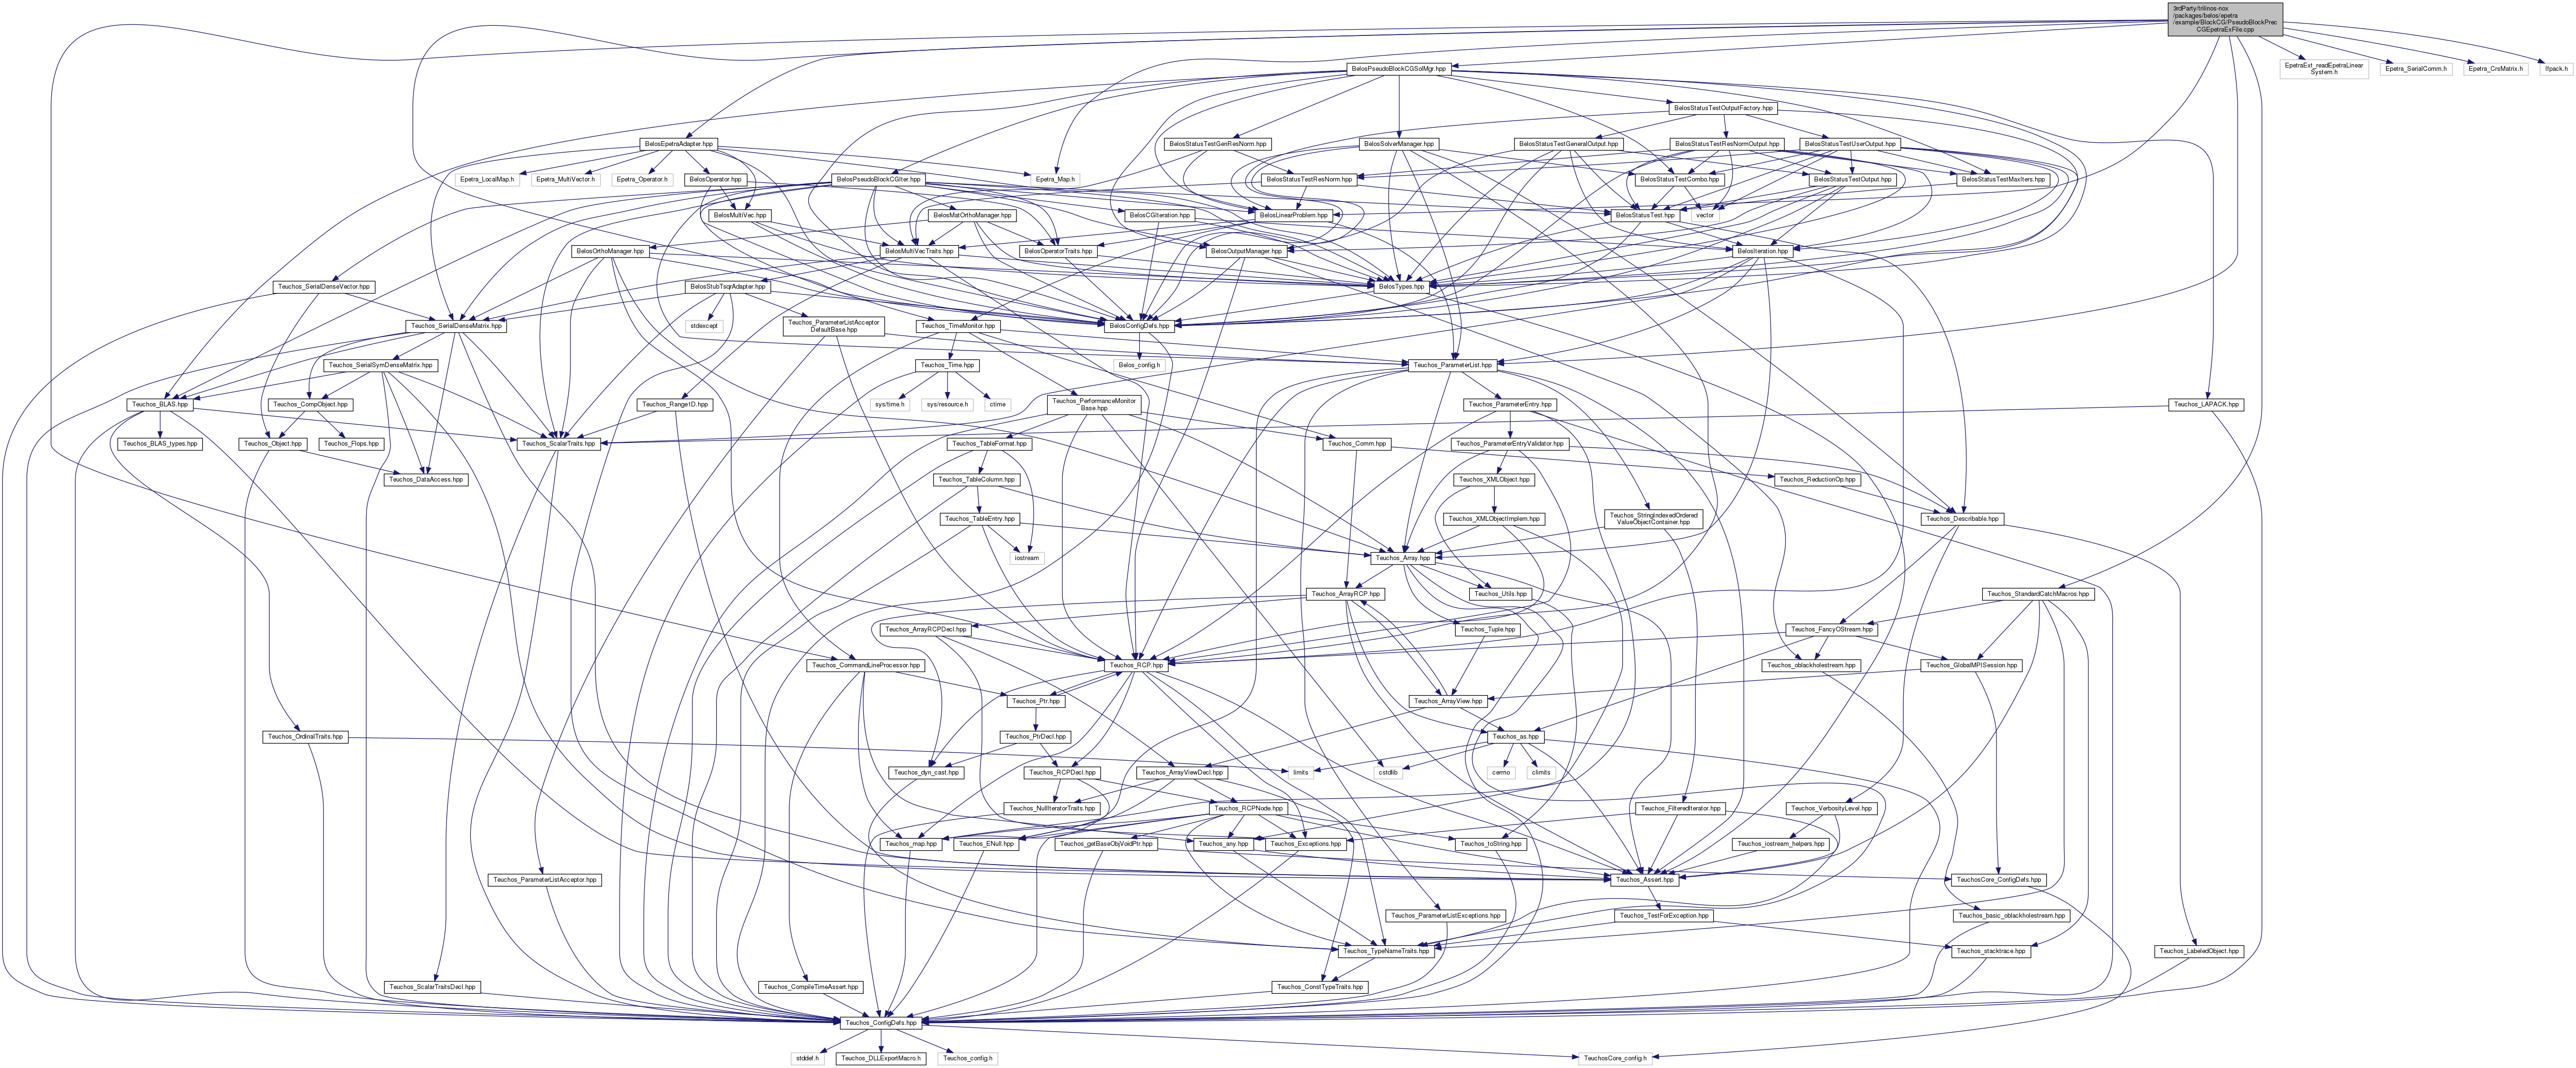 3rdParty/trilinos-nox
/packages/belos/epetra
/example/BlockCG/PseudoBlockPrec
CGEpetraExFile.cpp
BelosPseudoBlockCGSolMgr.hpp
EpetraExt_readEpetraLinear
System.h
Epetra_SerialComm.h
Epetra_CrsMatrix.h
Ifpack.h
BelosStatusTestOutputFactory.hpp
BelosEpetraAdapter.hpp
BelosStatusTestGenResNorm.hpp
BelosSolverManager.hpp
BelosStatusTestGeneralOutput.hpp
BelosStatusTestResNormOutput.hpp
BelosStatusTestUserOutput.hpp
Epetra_LocalMap.h
Epetra_MultiVector.h
Epetra_Operator.h
BelosOperator.hpp
BelosPseudoBlockCGIter.hpp
Epetra_Map.h
BelosStatusTestResNorm.hpp
BelosStatusTestCombo.hpp
BelosStatusTestOutput.hpp
BelosStatusTestMaxIters.hpp
BelosMultiVec.hpp
BelosMatOrthoManager.hpp
BelosCGIteration.hpp
BelosLinearProblem.hpp
BelosStatusTest.hpp
vector
BelosOrthoManager.hpp
BelosMultiVecTraits.hpp
BelosOperatorTraits.hpp
BelosOutputManager.hpp
BelosIteration.hpp
Teuchos_SerialDenseVector.hpp
BelosStubTsqrAdapter.hpp
BelosTypes.hpp
Teuchos_SerialDenseMatrix.hpp
stdexcept
Teuchos_ParameterListAcceptor
DefaultBase.hpp
Teuchos_TimeMonitor.hpp
BelosConfigDefs.hpp
Teuchos_SerialSymDenseMatrix.hpp
Teuchos_Time.hpp
Belos_config.h
Teuchos_ParameterList.hpp
Teuchos_BLAS.hpp
Teuchos_CompObject.hpp
Teuchos_Range1D.hpp
sys/time.h
sys/resource.h
ctime
Teuchos_PerformanceMonitor
Base.hpp
Teuchos_ParameterEntry.hpp
Teuchos_LAPACK.hpp
Teuchos_BLAS_types.hpp
Teuchos_Object.hpp
Teuchos_Flops.hpp
Teuchos_ScalarTraits.hpp
Teuchos_TableFormat.hpp
Teuchos_Comm.hpp
Teuchos_ParameterEntryValidator.hpp
Teuchos_DataAccess.hpp
Teuchos_TableColumn.hpp
Teuchos_XMLObject.hpp
Teuchos_ReductionOp.hpp
Teuchos_TableEntry.hpp
Teuchos_XMLObjectImplem.hpp
Teuchos_StringIndexedOrdered
ValueObjectContainer.hpp
Teuchos_Describable.hpp
iostream
Teuchos_Array.hpp
Teuchos_ArrayRCP.hpp
Teuchos_Utils.hpp
Teuchos_StandardCatchMacros.hpp
Teuchos_ArrayRCPDecl.hpp
Teuchos_Tuple.hpp
Teuchos_FancyOStream.hpp
Teuchos_CommandLineProcessor.hpp
Teuchos_RCP.hpp
Teuchos_oblackholestream.hpp
Teuchos_GlobalMPISession.hpp
Teuchos_Ptr.hpp
Teuchos_ArrayView.hpp
Teuchos_OrdinalTraits.hpp
Teuchos_PtrDecl.hpp
Teuchos_as.hpp
Teuchos_dyn_cast.hpp
Teuchos_RCPDecl.hpp
Teuchos_ArrayViewDecl.hpp
limits
cstdlib
cerrno
climits
Teuchos_NullIteratorTraits.hpp
Teuchos_RCPNode.hpp
Teuchos_FilteredIterator.hpp
Teuchos_VerbosityLevel.hpp
Teuchos_map.hpp
Teuchos_ENull.hpp
Teuchos_getBaseObjVoidPtr.hpp
Teuchos_any.hpp
Teuchos_Exceptions.hpp
Teuchos_toString.hpp
Teuchos_iostream_helpers.hpp
Teuchos_ParameterListAcceptor.hpp
Teuchos_Assert.hpp
TeuchosCore_ConfigDefs.hpp
Teuchos_ParameterListExceptions.hpp
Teuchos_TestForException.hpp
Teuchos_basic_oblackholestream.hpp
Teuchos_TypeNameTraits.hpp
Teuchos_stacktrace.hpp
Teuchos_LabeledObject.hpp
Teuchos_ScalarTraitsDecl.hpp
Teuchos_CompileTimeAssert.hpp
Teuchos_ConstTypeTraits.hpp
Teuchos_ConfigDefs.hpp
stddef.h
Teuchos_DLLExportMacro.h
Teuchos_config.h
TeuchosCore_config.h